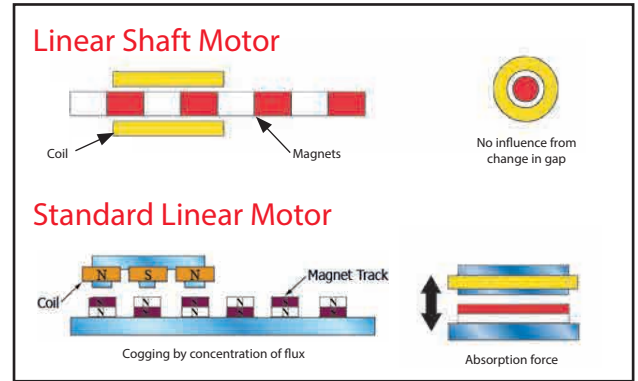 Linear Shaft Motor
Coil
Magnets
No influence from
change in gap
Standard Linear Motor
N S N
Coil
Magnet Track
N S N S N S
S N S N S N
Cogging by concentration of flux
Absorption force